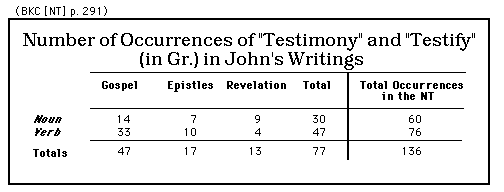 (BKC [NT] p. 291)
Number of Occurrences of "Testimony" and "Testify"
(in Gr.) in John's Writings
Gospel Epistles Revelation Total Total Occurrences
in the NT
Noun 14 7 9 30 60
Verb 33 10 4 47 76
Totals 47 17 13 77 136